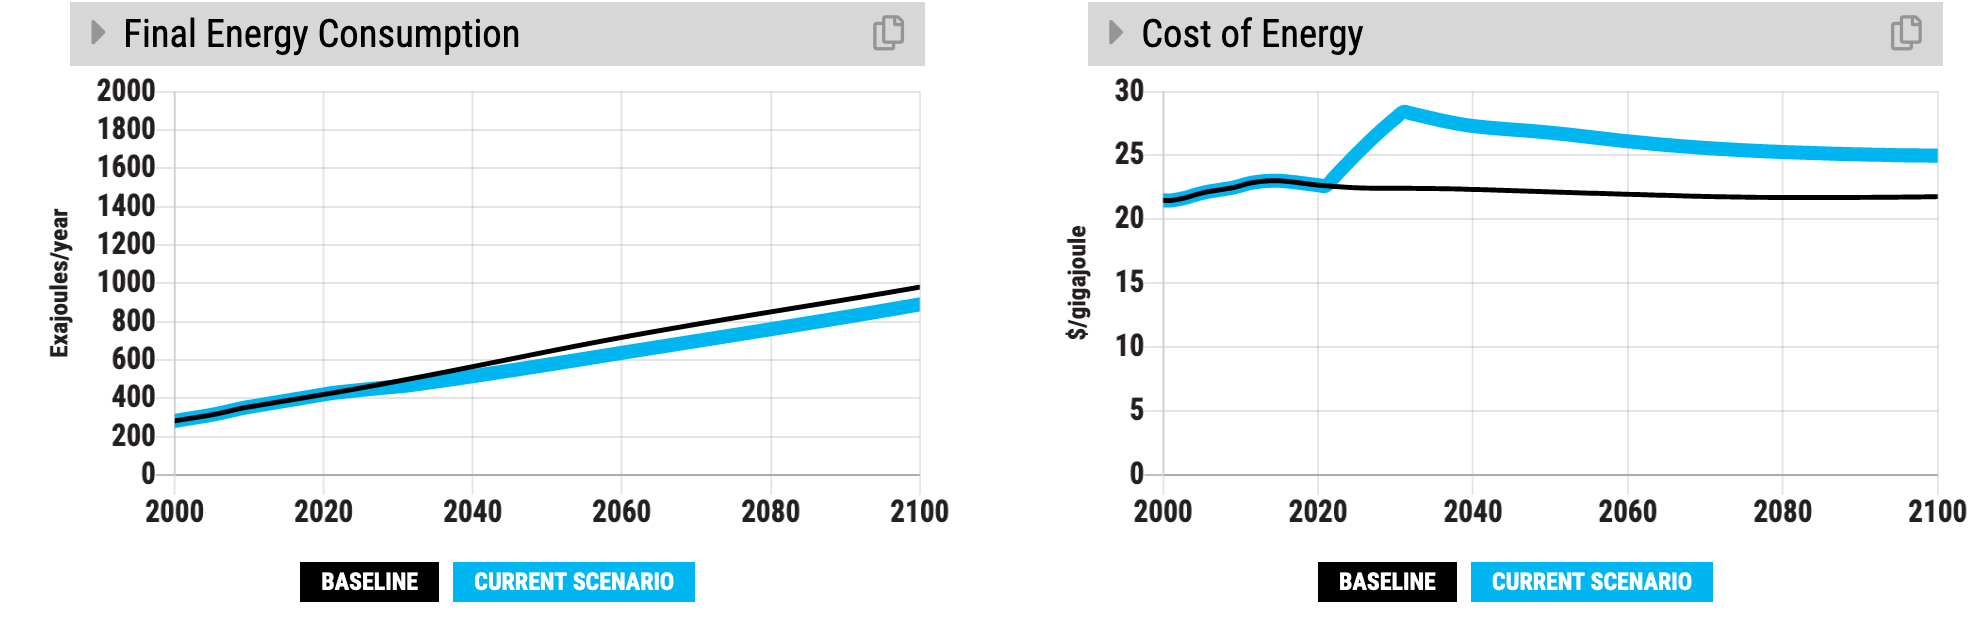 Final Energy Consumption
Exajoules/year
2000
1800
1600
1400
1200
1000
800
600
400
200
0
2000 2020 2040 2060 2080 2100
BASELINE CURRENT SCENARIO
Cost of Energy
$/gigajoule
30
25
20
15
10
5
0
2000 2020 2040 2060 2080 2100
BASELINE CURRENT SCENARIO